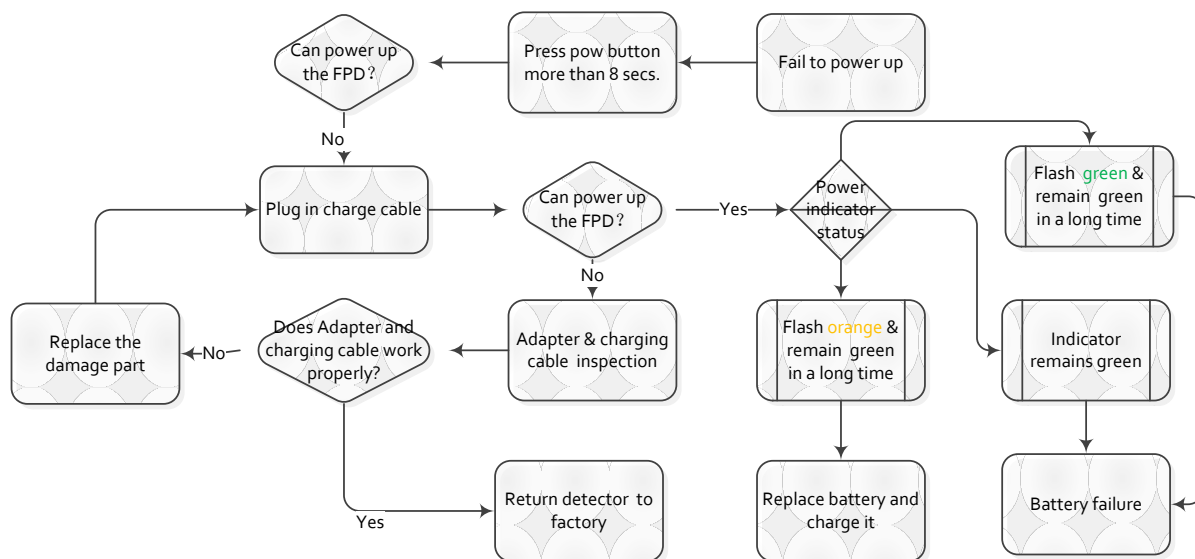 Can power up
the FPD?
Press pow button
more than 8 secs.
Fail to power up
No
Plug in charge cable
Can power up
the FPD?
Yes
Power
indicator
status
Flash green &
remain green
in a long time
No
Replace the
damage part
No
Does Adapter and
charging cable work
properly?
Adapter & charging
cable inspection
Flash orange &
remain green
in a long time
Indicator
remains green
Yes
Return detector to
factory
Replace battery and
charge it
Battery failure